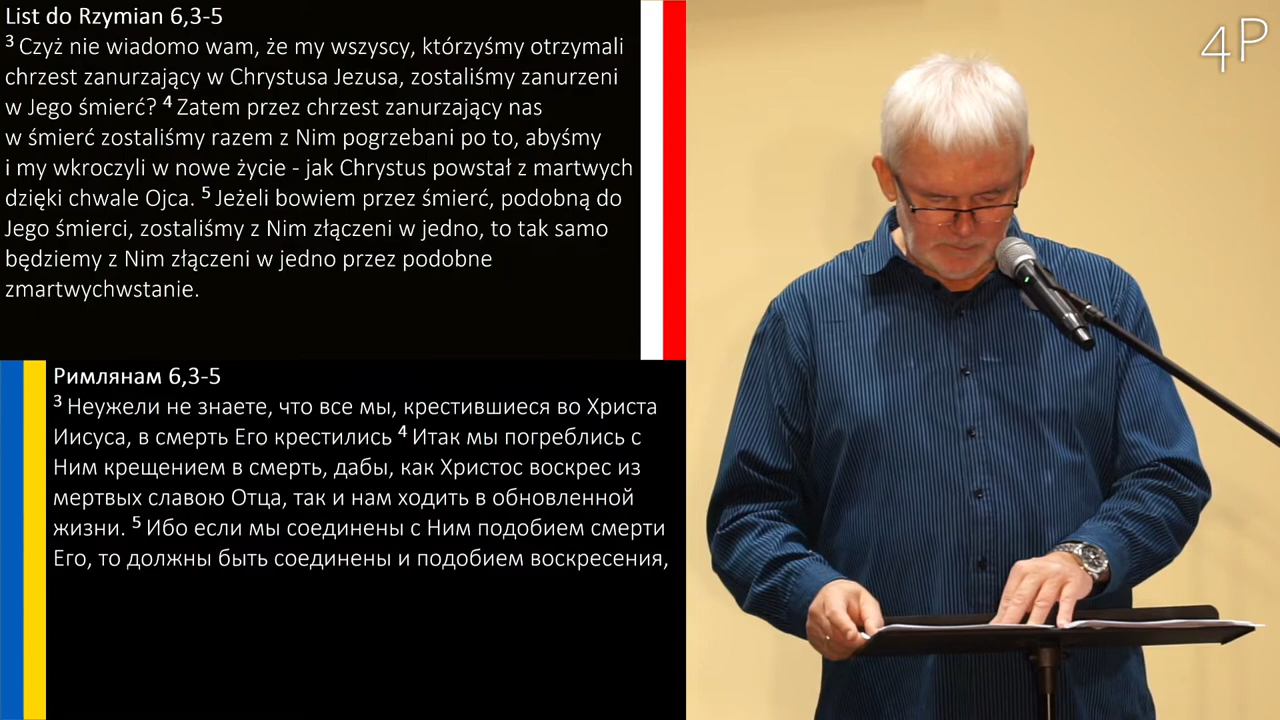 List do Rzymian 6,3-5
3 Czyż nie wiadomo wam, że my wszyscy, którzyśmy otrzymali
chrzest zanurzający w Chrystusa Jezusa, zostaliśmy zanurzeni
w Jego śmierć? 4 Zatem przez chrzest zanurzający nas
w śmierć zostaliśmy razem z Nim pogrzebani po to, abyśmy
i my wkroczyli w nowe życie - jak Chrystus powstał z martwych
dzięki chwale Ojca. 5 Jeżeli bowiem przez śmierć, podobną do
Jego śmierci, zostaliśmy z Nim złączeni w jedno, to tak samo
będziemy z Nim złączeni w jedno przez podobne
zmartwychwstanie.
Римлянам 6,3-5
3 Неужели не знаете, что все мы, крестившиеся во Христа
Иисуса, в смерть Его крестились 4 Итак мы погреблись с
Ним крещением в смерть, дабы, как Христос воскрес из
мертвых славою Отца, так и нам ходить в обновленной
жизни. 5 Ибо если мы соединены с Ним подобием смерти
Его, то должны быть соединены и подобием воскресения,
4P